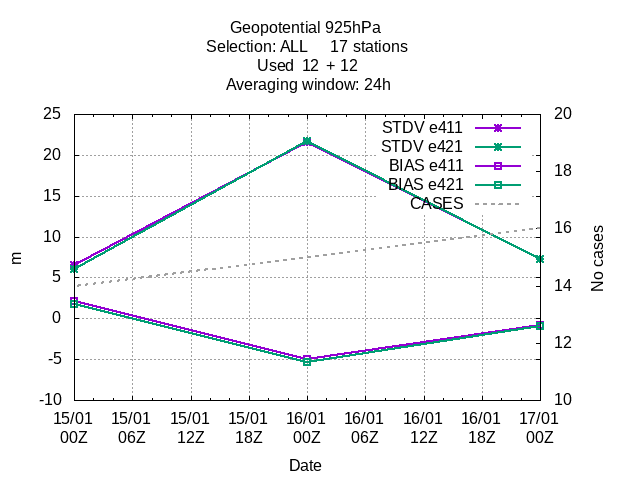 Geopotential 925hPa
Selection: ALL 17 stations
Used 12 + 12
Averaging window: 24h
25
20
15
10
5
0
-5
-10
m
20
18
16
14
12
10
No cases
STDV e411
STDV e421
BIAS e411
BIAS e421
CASES
15/01 15/01 15/01 15/01 16/01 16/01 16/01 16/01 17/01
00Z 06Z 12Z 18Z 00Z 06Z 12Z 18Z 00Z
Date